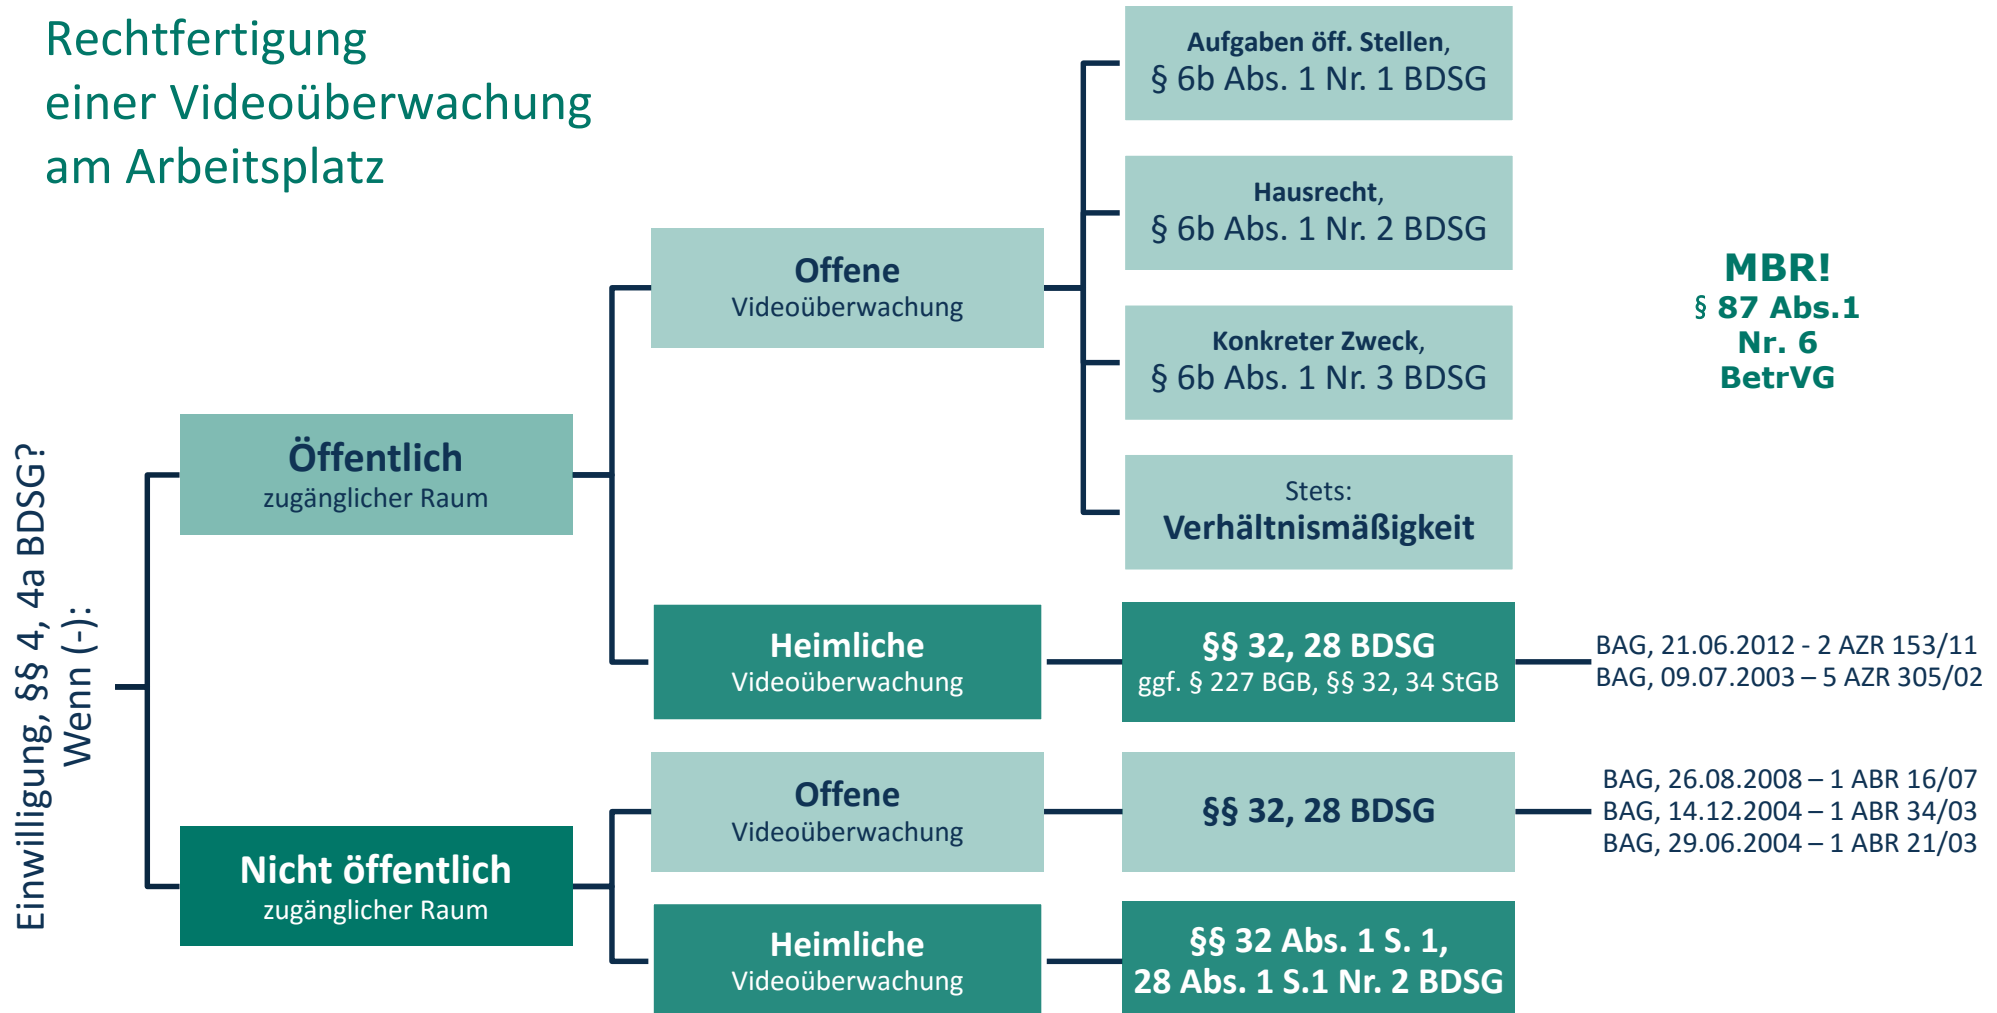 Rechtfertigung
einer Videoüberwachung
am Arbeitsplatz
Einwilligung, §§ 4, 4a BDSG?
Wenn (-):
Öffentlich
zugänglicher Raum
Offene
Videoüberwachung
Aufgaben öff. Stellen,
§ 6b Abs. 1 Nr. 1 BDSG
Hausrecht,
§ 6b Abs. 1 Nr. 2 BDSG
Konkreter Zweck,
§ 6b Abs. 1 Nr. 3 BDSG
Stets:
Verhältnismäßigkeit
MBR!
§ 87 Abs.1
Nr. 6
BetrVG
Heimliche
Videoüberwachung
§§ 32, 28 BDSG
ggf. § 227 BGB, §§ 32, 34 StGB
BAG, 21.06.2012 - 2 AZR 153/11
BAG, 09.07.2003 – 5 AZR 305/02
Nicht öffentlich
zugänglicher Raum
Offene
Videoüberwachung
§§ 32, 28 BDSG
BAG, 26.08.2008 – 1 ABR 16/07
BAG, 14.12.2004 – 1 ABR 34/03
BAG, 29.06.2004 – 1 ABR 21/03
Heimliche
Videoüberwachung
§§ 32 Abs. 1 S. 1,
28 Abs. 1 S.1 Nr. 2 BDSG